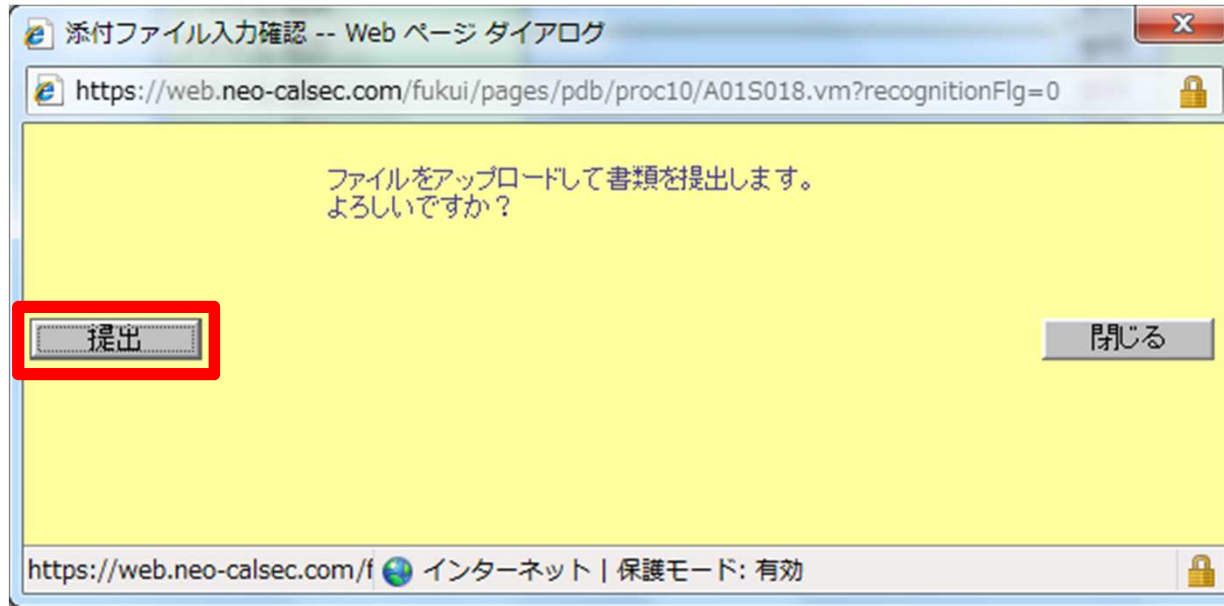 添付ファイル入力確認 -- Web ページ ダイアログ
https://web.neo-calsec.com/fukui/pages/pdb/proc10/A01S018.vm?recognitionFlg=0
ファイルをアップロードして書類を提出します。
よろしいですか？
提出
閉じる
https://web.neo-calsec.com/f インターネット | 保護モード: 有効